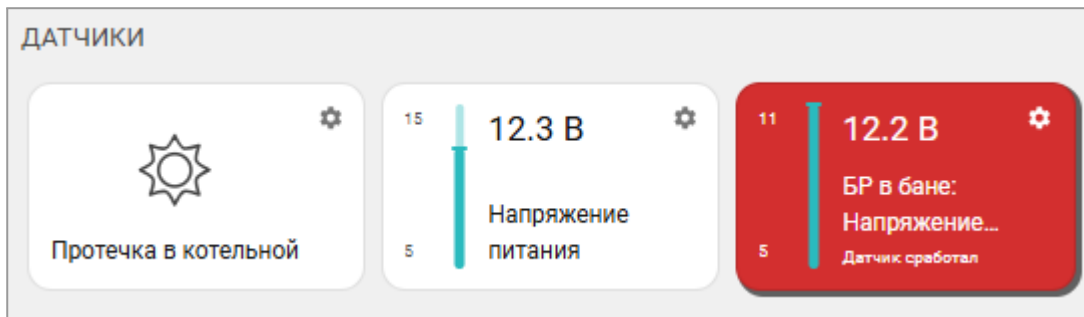 ДАТЧИКИ
Протечка в котельной
15
12.3 В
Напряжение
питания
5
11
12.2 В
БР в бане:
Напряжение...
5
Датчик сработал